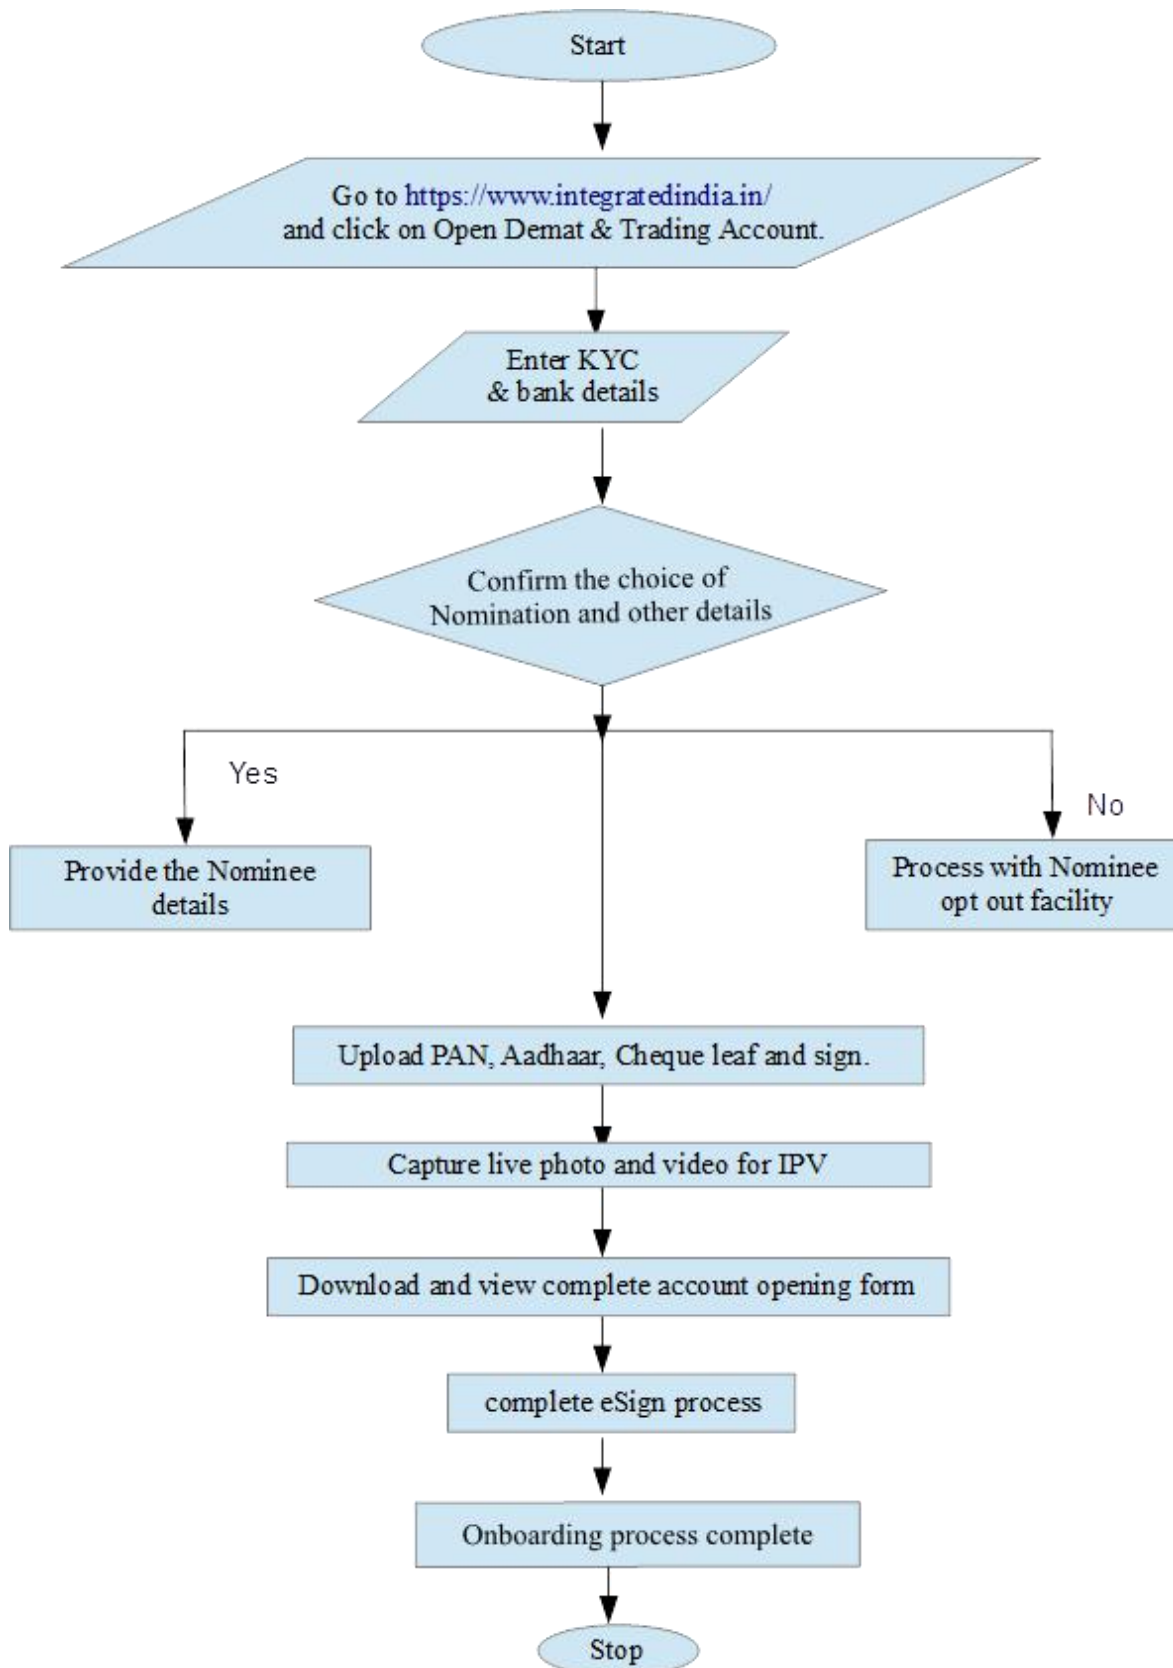 Start
Go to https://www.integratedindia.in/
and click on Open Demat & Trading Account.
Enter KYC
& bank details
Confirm the choice of
Nomination and other details
Yes
No
Provide the Nominee
details
Process with Nominee
opt out facility
Upload PAN, Aadhaar, Cheque leaf and sign.
Capture live photo and video for IPV
Download and view complete account opening form
complete eSign process
Onboarding process complete
Stop